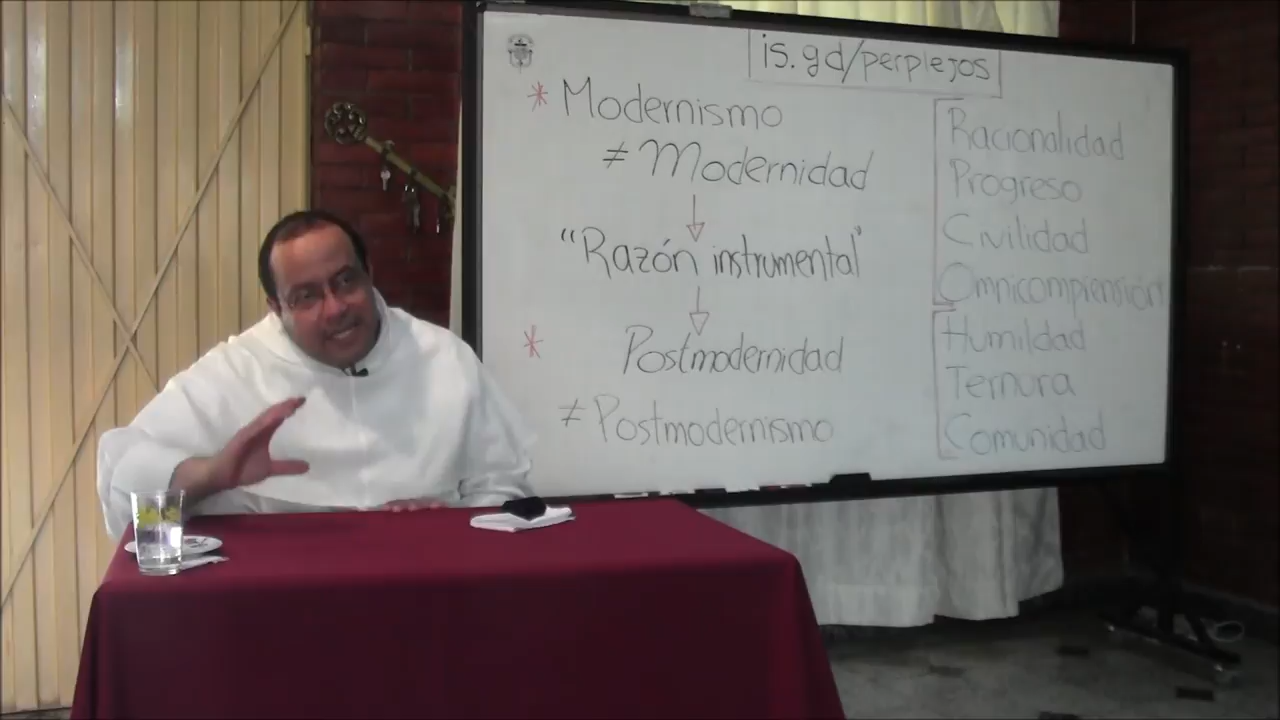 is.gd/perplejos
* Modernismo
≠ Modernidad
"Razón instrumental"
* Postmodernidad
≠ Postmodernismo
Racionalidad
Progreso
Civilidad
Omnicomprensión
Humildad
Ternura
Comunidad